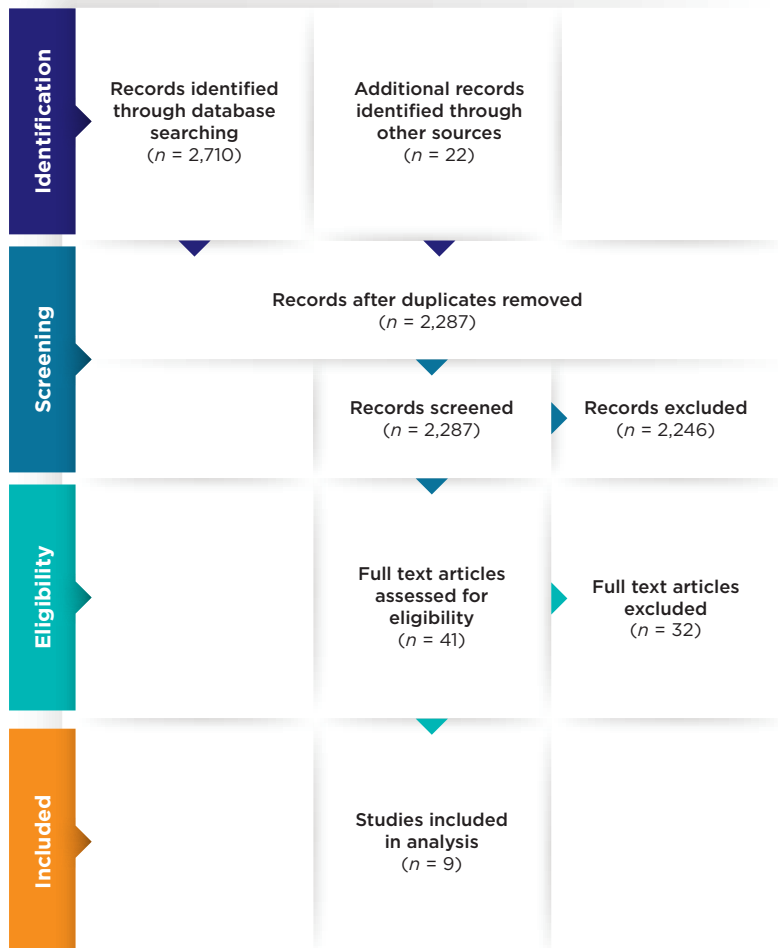 Identification
Records identified
through database
searching
(n = 2,710)
Additional records
identified through
other sources
(n = 22)
Screening
Records after duplicates removed
(n = 2,287)
Records screened
(n = 2,287)
Records excluded
(n = 2,246)
Eligibility
Full text articles
assessed for
eligibility
(n = 41)
Full text articles
excluded
(n = 32)
Included
Studies included
in analysis
(n = 9)